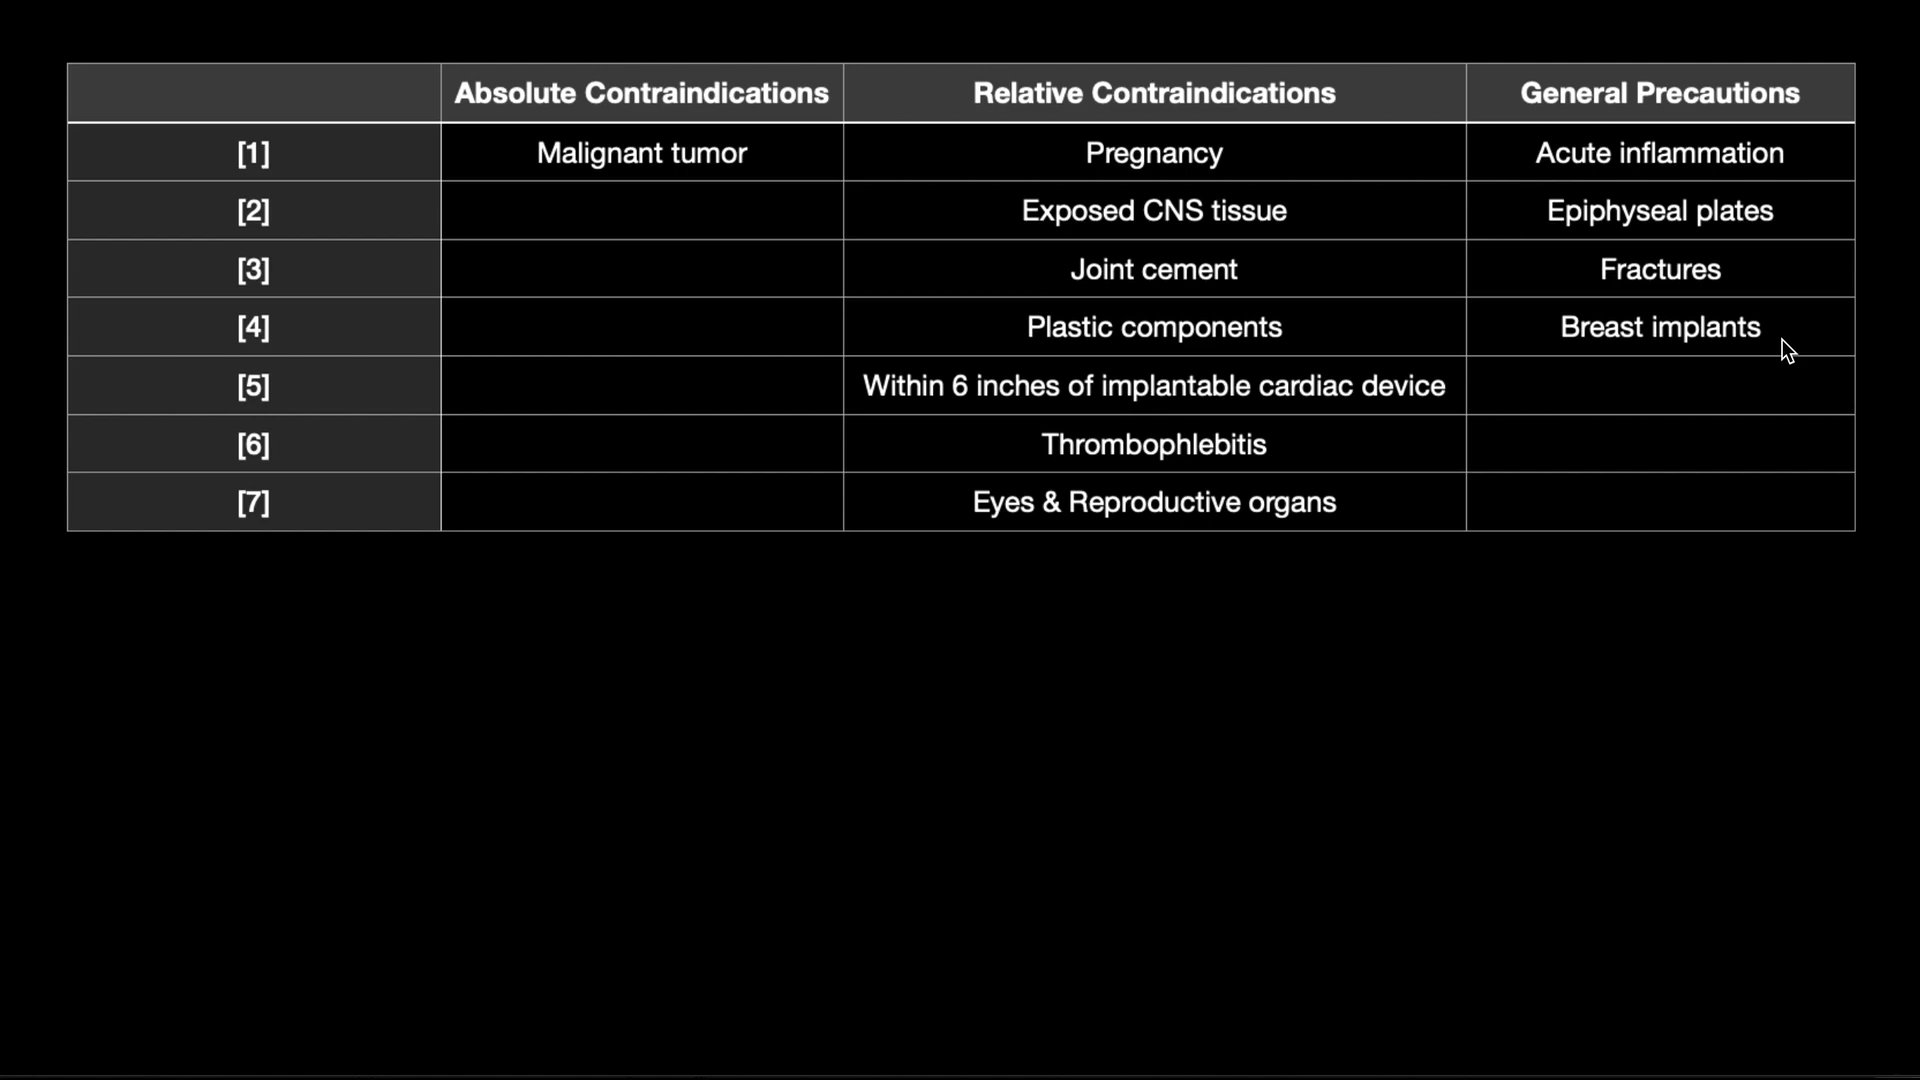 Absolute Contraindications Relative Contraindications General Precautions
[1] Malignant tumor Pregnancy Acute inflammation
[2] Exposed CNS tissue Epiphyseal plates
[3] Joint cement Fractures
[4] Plastic components Breast implants
[5] Within 6 inches of implantable cardiac device
[6] Thrombophlebitis
[7] Eyes & Reproductive organs